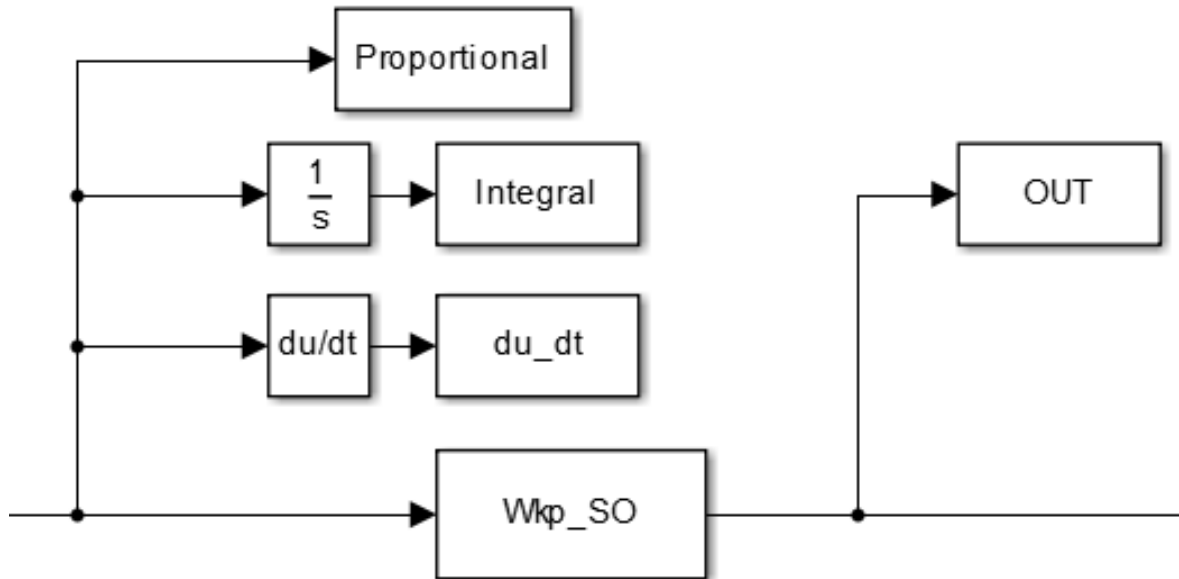 Proportional
1
s
Integral
OUT
du/dt
du_dt
Wkp_SO